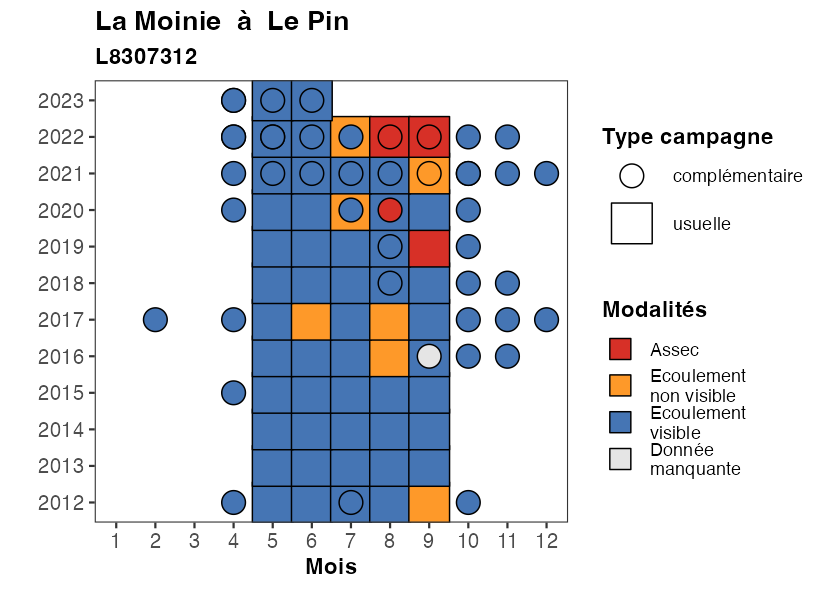 La Moinie  à  Le Pin
L8307312
2023
2022
2021
2020
2019
2018
2017
2016
2015
2014
2013
2012
1 2 3 4 5 6 7 8 9 10 11 12
Mois
Type campagne
complémentaire
usuelle
Modalités
Assec
Ecoulement
non visible
Ecoulement
visible
Donnée
manquante